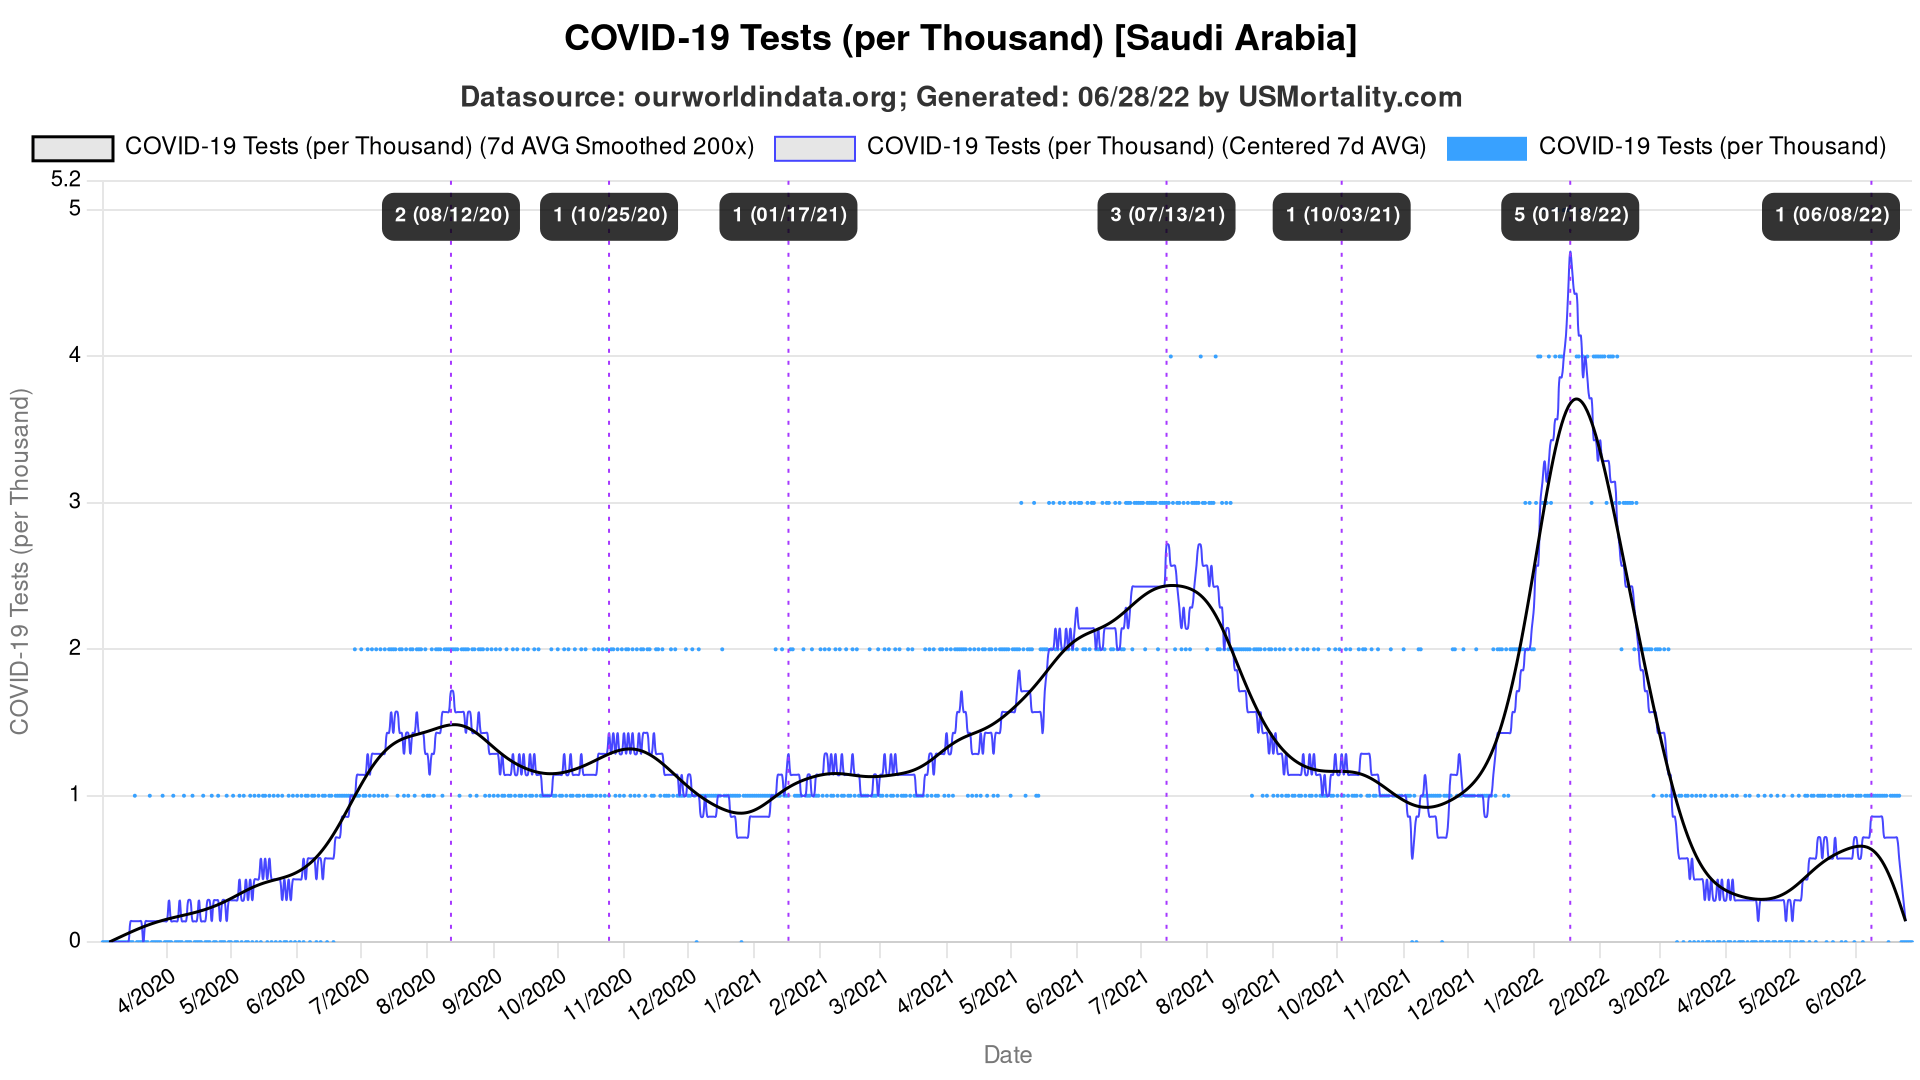 COVID-19 Tests (per Thousand) [Saudi Arabia]
Datasource: ourworldindata.org; Generated: 06/28/22 by USMortality.com
COVID-19 Tests (per Thousand) (7d AVG Smoothed 200x) COVID-19 Tests (per Thousand) (Centered 7d AVG) COVID-19 Tests (per Thousand)
5.2
5
2 (08/12/20) 1 (10/25/20) 1 (01/17/21) 3 (07/13/21) 1 (10/03/21) 5 (01/18/22) 1 (06/08/22)
4
3
2
1
0
COVID-19 Tests (per Thousand)
4/2020 5/2020 6/2020 7/2020 8/2020 9/2020 10/2020 11/2020 12/2020 1/2021 2/2021 3/2021 4/2021 5/2021 6/2021 7/2021 8/2021 9/2021 10/2021 11/2021 12/2021 1/2022 2/2022 3/2022 4/2022 5/2022 6/2022
Date